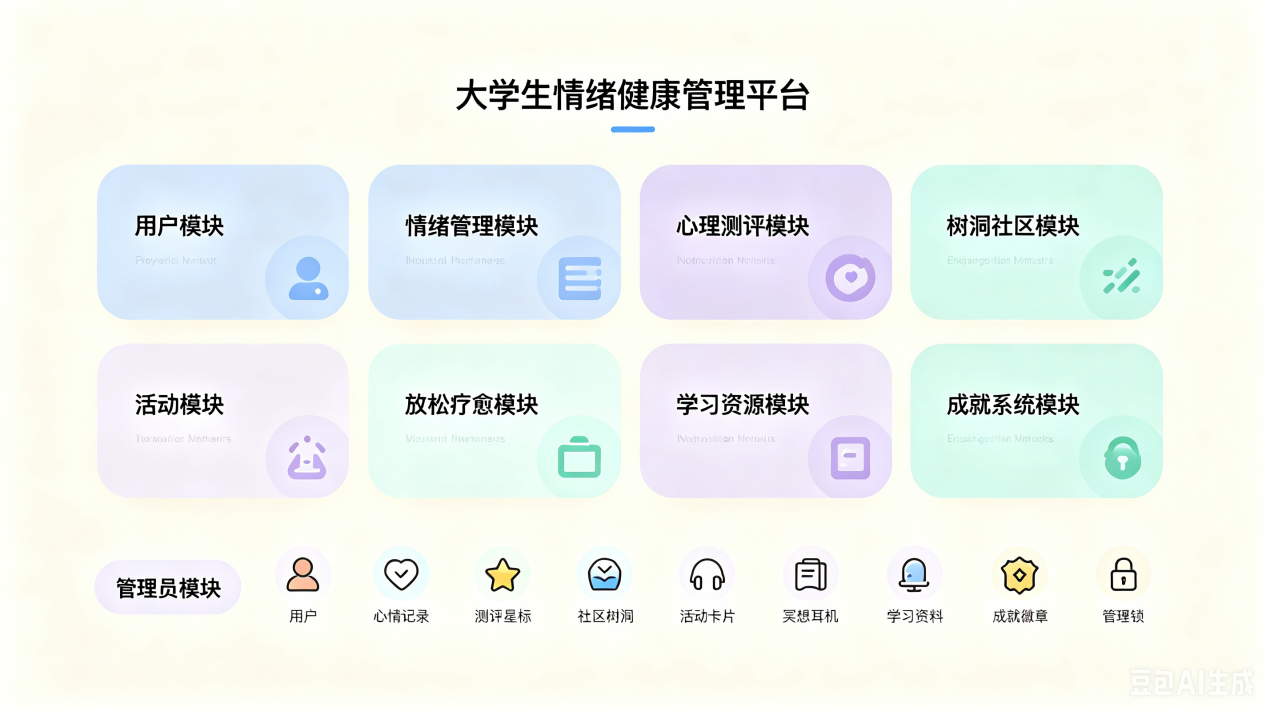 大学生情绪健康管理平台
用户模块
情绪管理模块
心理测评模块
树洞社区模块
活动模块
放松疗愈模块
学习资源模块
成就系统模块
管理员模块
用户
心情记录
测评星标
社区树洞
活动卡片
冥想耳机
学习资料
成就徽章
管理锁
豆包AI生成